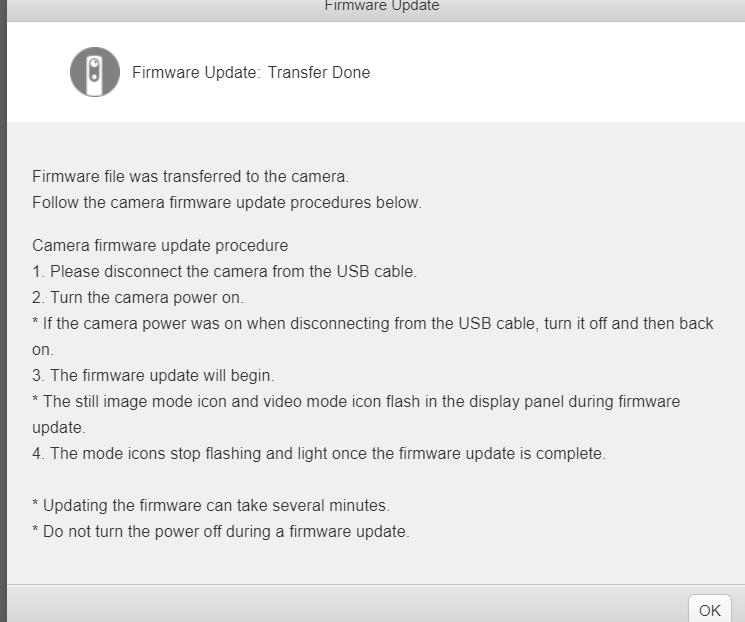 Firmware Update
Firmware Update: Transfer Done
Firmware file was transferred to the camera.
Follow the camera firmware update procedures below.
Camera firmware update procedure
1. Please disconnect the camera from the USB cable.
2. Turn the camera power on.
* If the camera power was on when disconnecting from the USB cable, turn it off and then back
on.
3. The firmware update will begin.
* The still image mode icon and video mode icon flash in the display panel during firmware
update.
4. The mode icons stop flashing and light once the firmware update is complete.
* Updating the firmware can take several minutes.
* Do not turn the power off during a firmware update.
OK